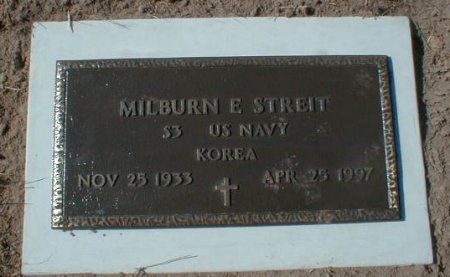 MILBURN E STREIT
S3 US NAVY
KOREA
NOV 25 1933 APR 25 1997